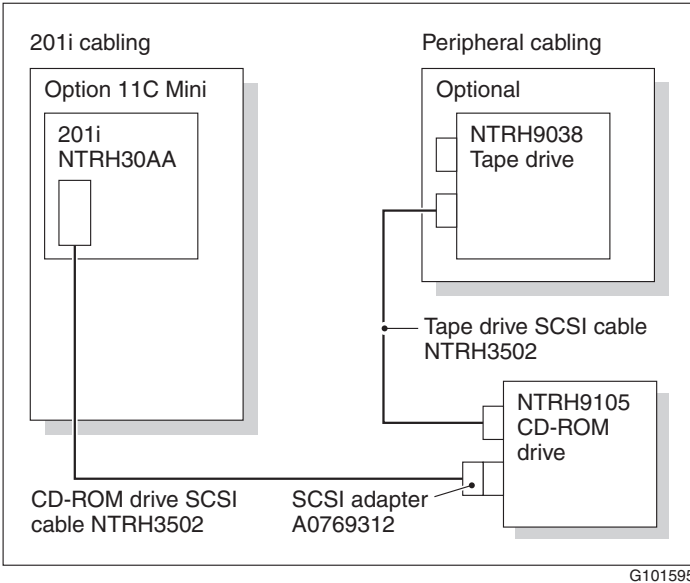 201i cabling
Peripheral cabling
Option 11C Mini
Optional
201i
NTRH30AA
NTRH9038
Tape drive
Tape drive SCSI cable
NTRH3502
NTRH9105
CD-ROM
drive
CD-ROM drive SCSI
cable NTRH3502
SCSI adapter
A0769312
G101595